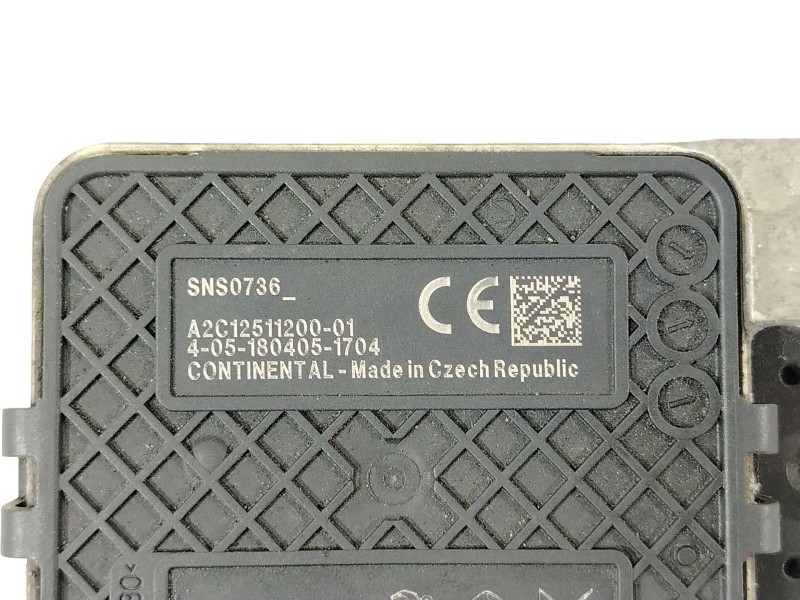 SNS0736_
CE
A2C12511200-01
4-05-180405-1704
CONTINENTAL - Made in Czech Republic